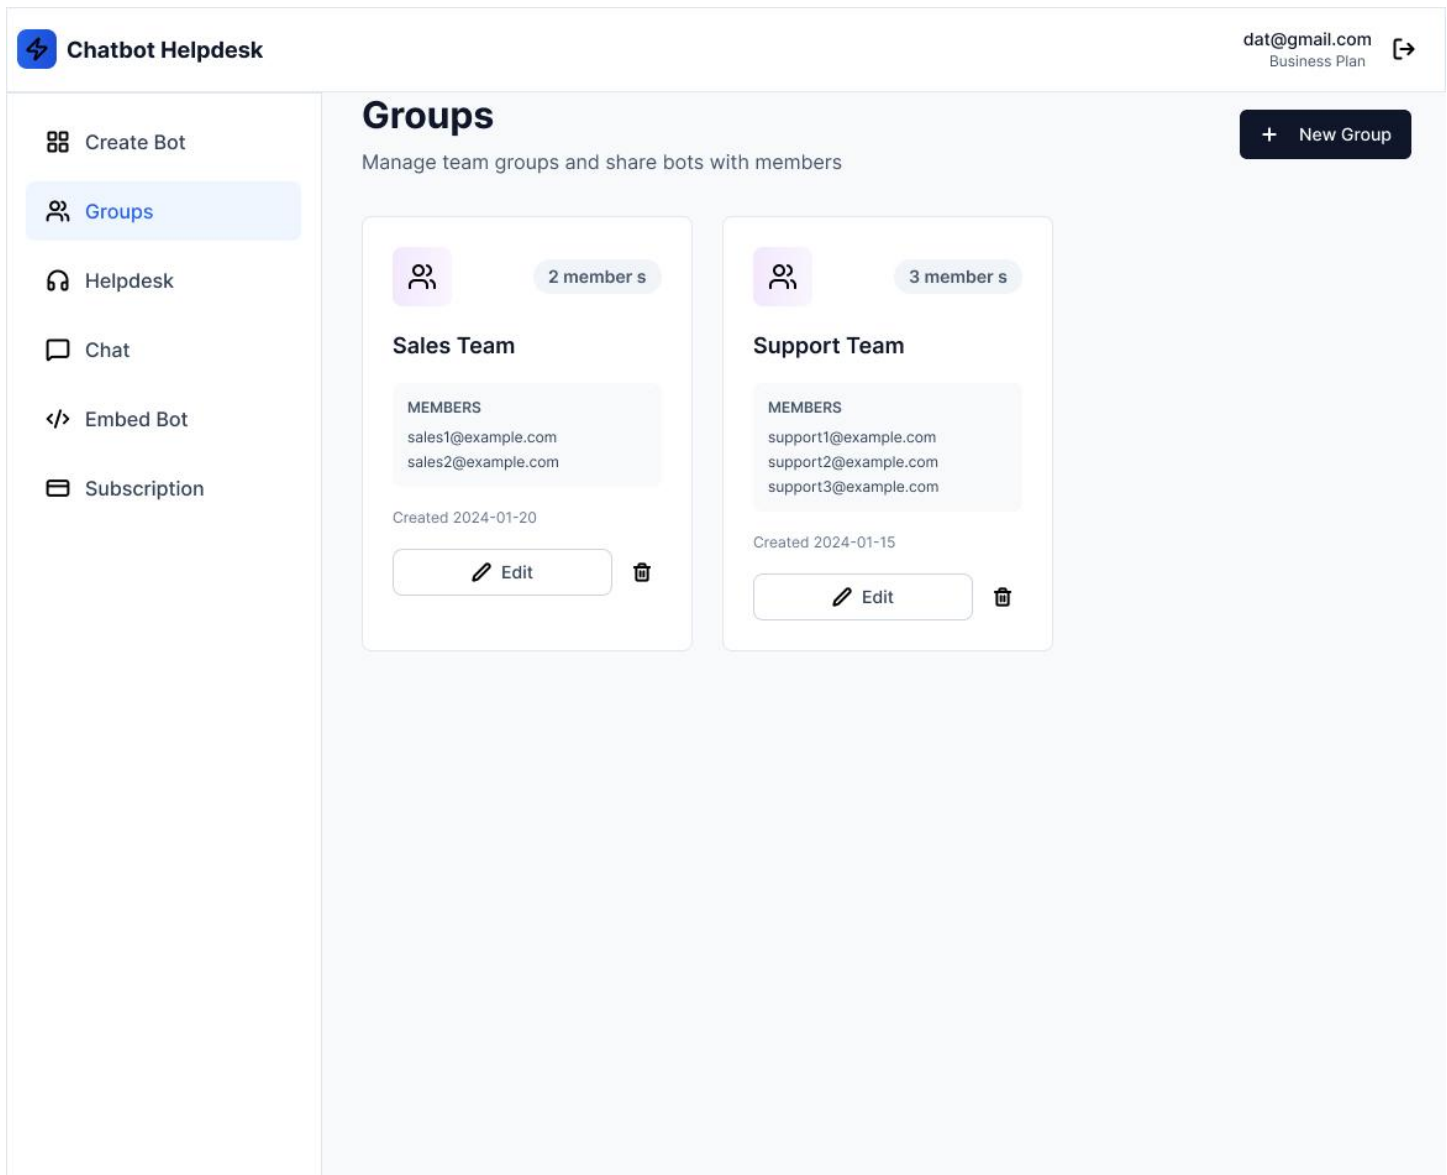 Chatbot Helpdesk
dat@gmail.com
Business Plan
Create Bot
Groups
Helpdesk
Chat
Embed Bot
Subscription
Groups
Manage team groups and share bots with members
+ New Group
2 member s
Sales Team
MEMBERS
sales1@example.com
sales2@example.com
Created 2024-01-20
Edit
3 member s
Support Team
MEMBERS
support1@example.com
support2@example.com
support3@example.com
Created 2024-01-15
Edit